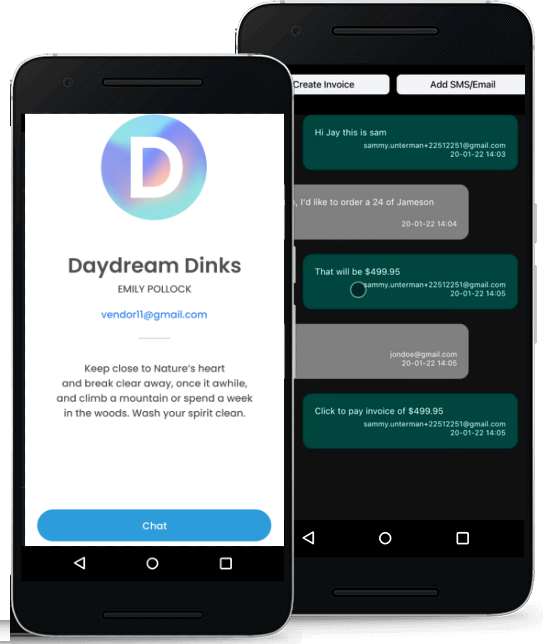 D
Daydream Dinks
EMILY POLLOCK
vendor11@gmail.com
Keep close to Nature's heart
and break clear away, once it awhile,
and climb a mountain or spend a week
in the woods. Wash your spirit clean.
Chat
Create Invoice
Add SMS/Email
Hi Jay this is sam
sammy.unterman+22512251@gmail.com
20-01-22 14:03
, I'd like to order a 24 of Jameson
20-01-22 14:04
That will be $499.95
sammy.unterman+22512251@gmail.com
20-01-22 14:05
jondoe@gmail.com
20-01-22 14:05
Click to pay invoice of $499.95
sammy.unterman+22512251@gmail.com
20-01-22 14:05